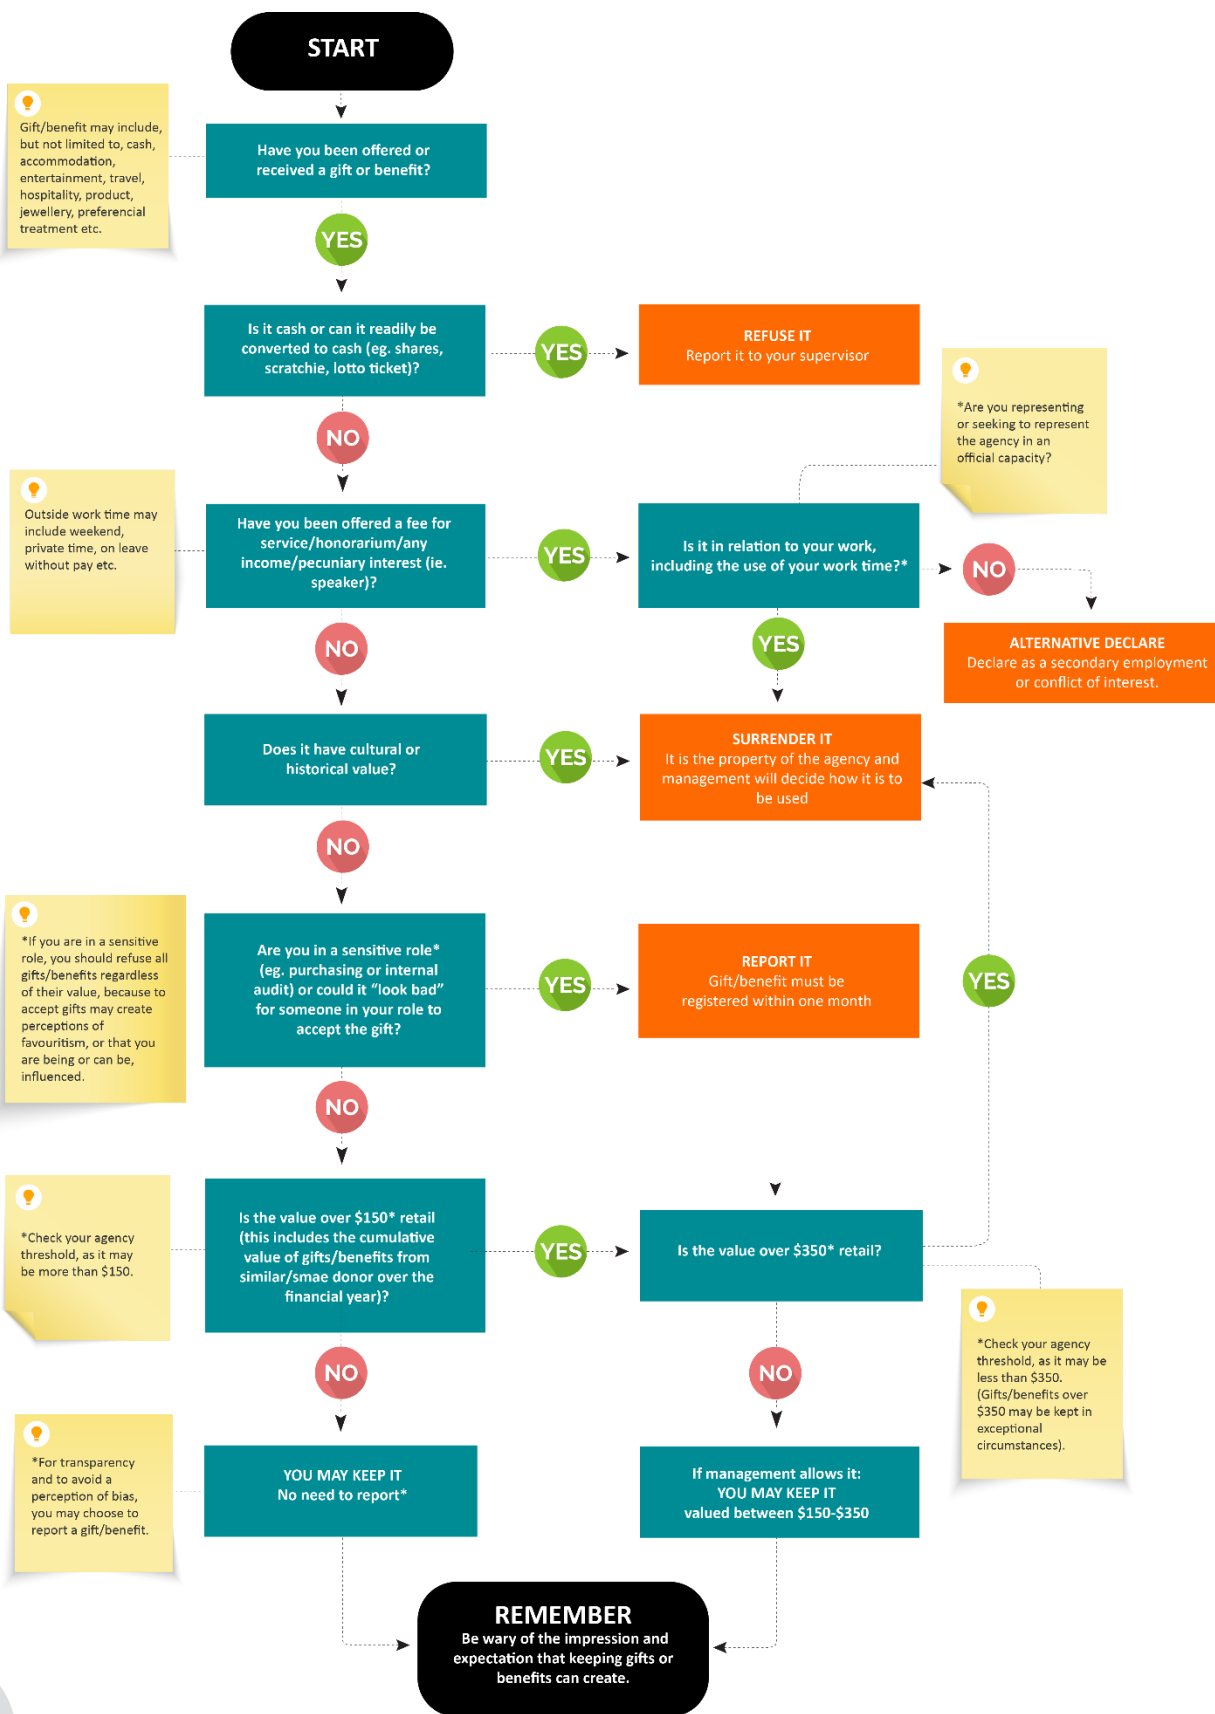 START
Gift/benefit may include,
but not limited to, cash,
accommodation,
entertainment, travel,
hospitality, product,
jewellery, preferencial
treatment etc.
Have you been offered or
received a gift or benefit?
YES
Is it cash or can it readily be
converted to cash (eg. shares,
scratchie, lotto ticket)?
YES
REFUSE IT
Report it to your supervisor
NO
*Are you representing
or seeking to represent
the agency in an
official capacity?
Outside work time may
include weekend,
private time, on leave
without pay etc.
Have you been offered a fee for
service/honorarium/any
income/pecuniary interest (ie.
speaker)?
YES
Is it in relation to your work,
including the use of your work time?*
NO
ALTERNATIVE DECLARE
Declare as a secondary employment
or conflict of interest.
NO
YES
Does it have cultural or
historical value?
YES
SURRENDER IT
It is the property of the agency and
management will decide how it is to
be used
NO
*If you are in a sensitive
role, you should refuse all
gifts/benefits regardless
of their value, because to
accept gifts may create
perceptions of
favouritism, or that you
are being or can be,
influenced.
Are you in a sensitive role*
(eg. purchasing or internal
audit) or could it “look bad”
for someone in your role to
accept the gift?
YES
REPORT IT
Gift/benefit must be
registered within one month
YES
NO
*Check your agency
threshold, as it may
be more than $150.
Is the value over $150* retail
(this includes the cumulative
value of gifts/benefits from
similar/smae donor over the
financial year)?
YES
Is the value over $350* retail?
*Check your agency
threshold, as it may be
less than $350.
(Gifts/benefits over
$350 may be kept in
exceptional
circumstances).
NO
NO
*For transparency
and to avoid a
perception of bias,
you may choose to
report a gift/benefit.
YOU MAY KEEP IT
No need to report*
If management allows it:
YOU MAY KEEP IT
valued between $150-$350
REMEMBER
Be wary of the impression and
expectation that keeping gifts or
benefits can create.